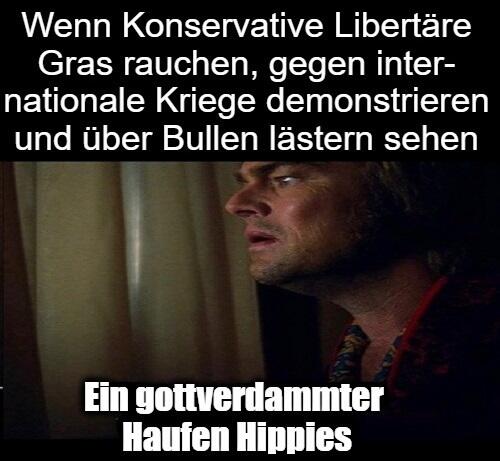 Wenn Konservative Libertäre
Gras rauchen, gegen inter-
nationale Kriege demonstrieren
und über Bullen lästern sehen
Ein gottverdammter
Haufen Hippies